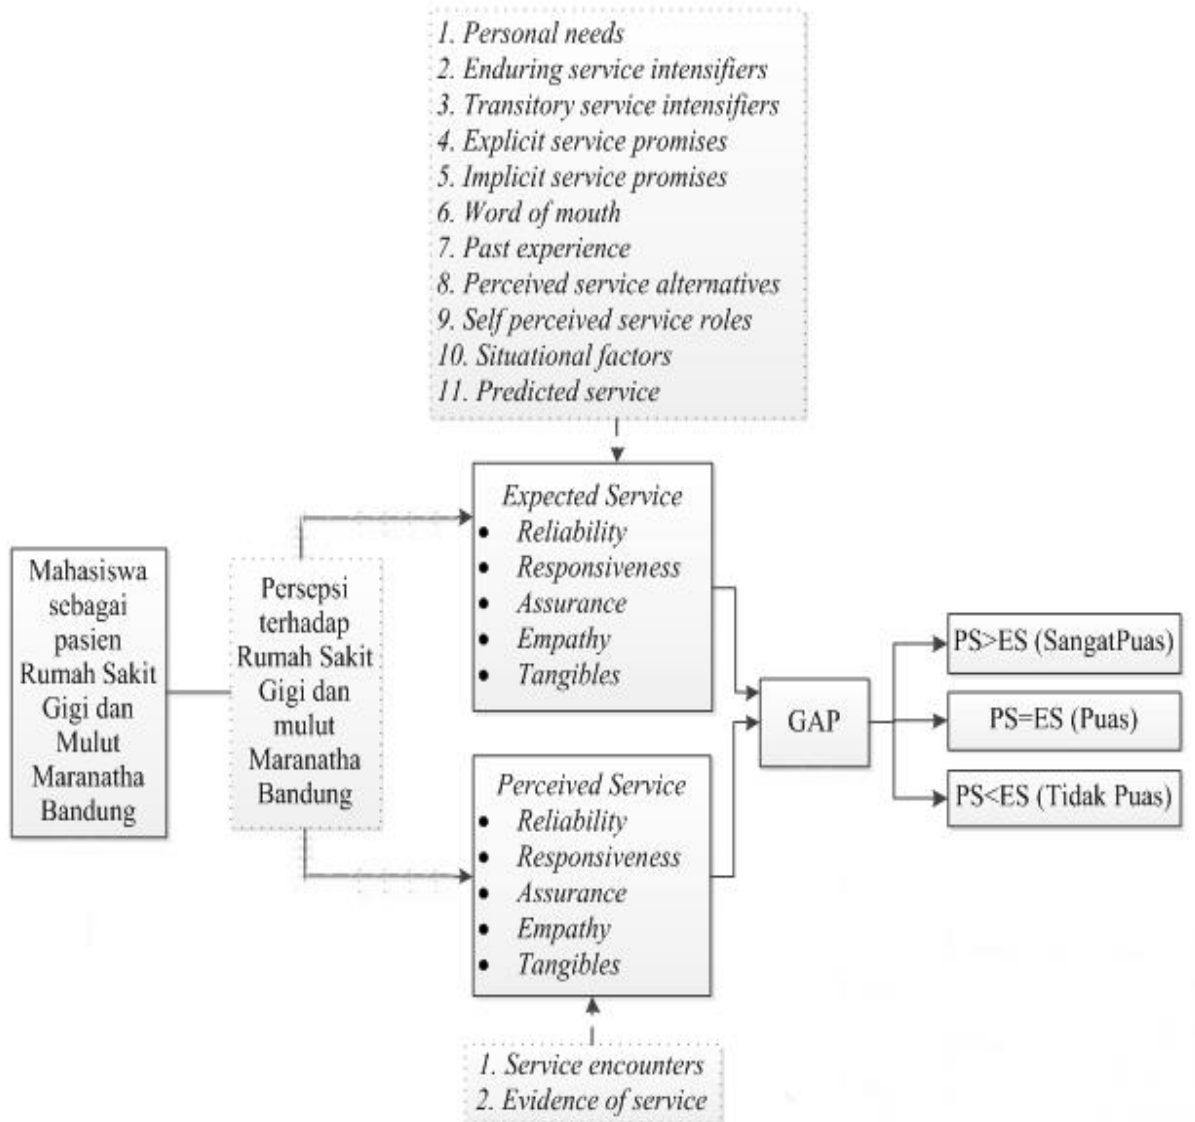 1. Personal needs
2. Enduring service intensifiers
3. Transitory service intensifiers
4. Explicit service promises
5. Implicit service promises
6. Word of mouth
7. Past experience
8. Perceived service alternatives
9. Self perceived service roles
10. Situational factors
11. Predicted service
Mahasiswa
sebagai
pasien
Rumah Sakit
Gigi dan
Mulut
Maranatha
Bandung
Persepsi
terhadap
Rumah Sakit
Gigi dan
mulut
Maranatha
Bandung
Expected Service
• Reliability
• Responsiveness
• Assurance
• Empathy
• Tangibles
Perceived Service
• Reliability
• Responsiveness
• Assurance
• Empathy
• Tangibles
1. Service encounters
2. Evidence of service
GAP
PS>ES (SangatPuas)
PS=ES (Puas)
PS<ES (Tidak Puas)